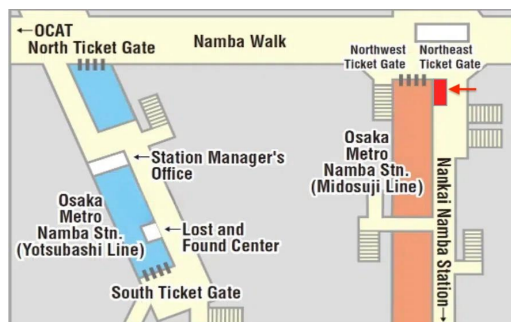 ←OCAT
North Ticket Gate
Namba Walk
Northwest
Ticket Gate
Northeast
Ticket Gate
←Station Manager's
Office
Osaka
Metro
Namba Stn.
(Yotsubashi Line)
←Lost and
Found Center
South Ticket Gate
Osaka
Metro
Namba Stn.
(Midosuji Line)
Nankai Namba Station→